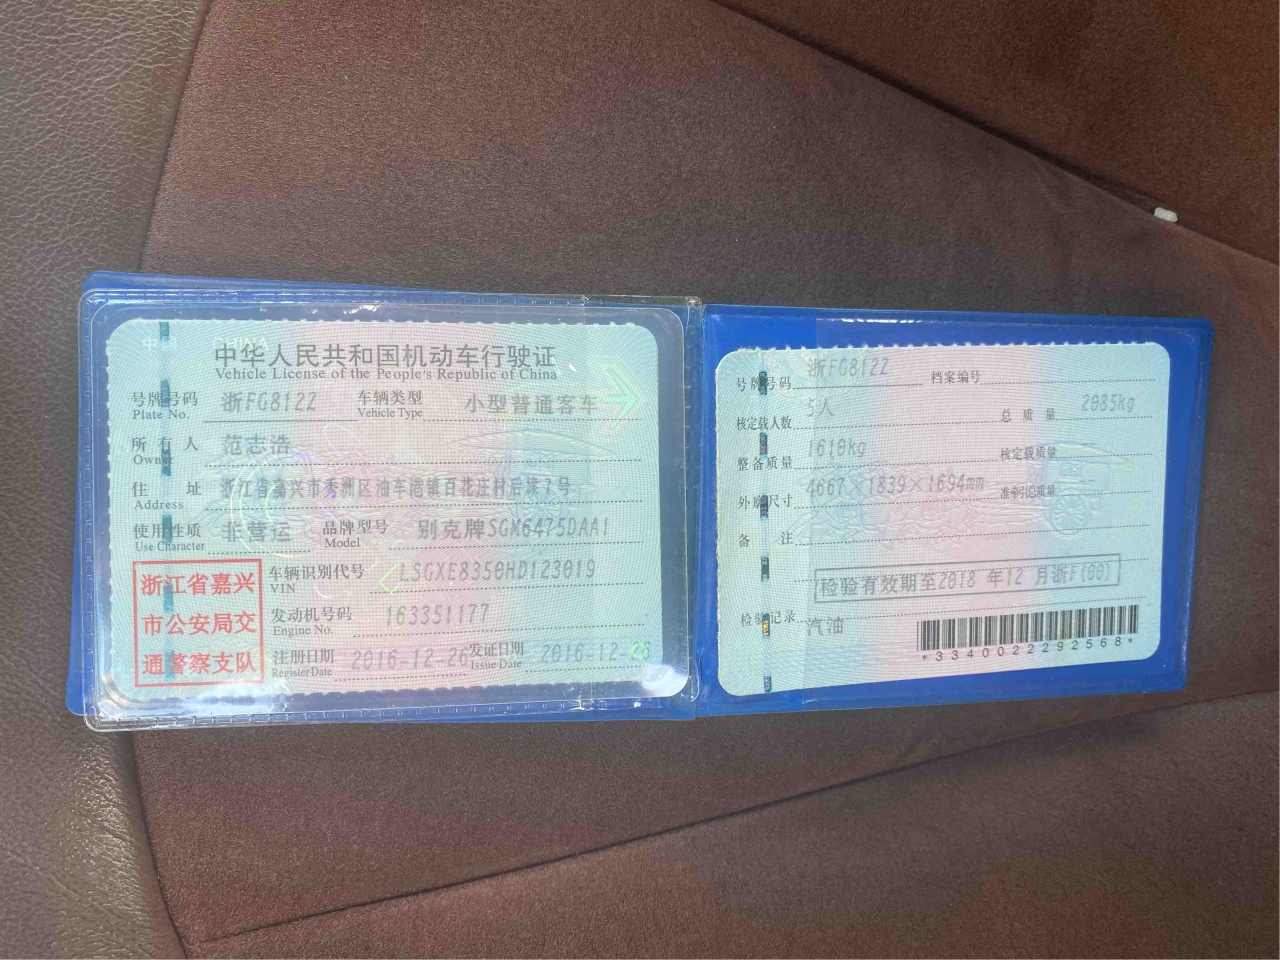 中华人民共和国机动车行驶证
Vehicle License of the People's Republic of China
号牌号码 浙FG812Z 车辆类型 小型普通客车
Plate No. Vehicle Type
所有人 范志浩
Owner
住址 浙江省嘉兴市秀洲区油车港镇百花庄村后埭7号
Address
使用性质 非营运 品牌型号 别克牌SGM6475DAA1
Use Character Model
浙江省嘉兴
市公安局交
通警察支队
车辆识别代号 LSGXE8350HD123019
VIN
发动机号码 163351177
Engine No.
注册日期 2016-12-26 发证日期 2016-12-26
Register Date Issue Date
号牌号码 浙FG812Z 档案编号
核定载人数 5人 总质量 2085kg
整备质量 1610kg 核定载质量
外廓尺寸 4667×1839×1694mm 准牵引总质量
备注
检验有效期至2018年12月浙F(00)
检验记录
汽油
*3340022292568*